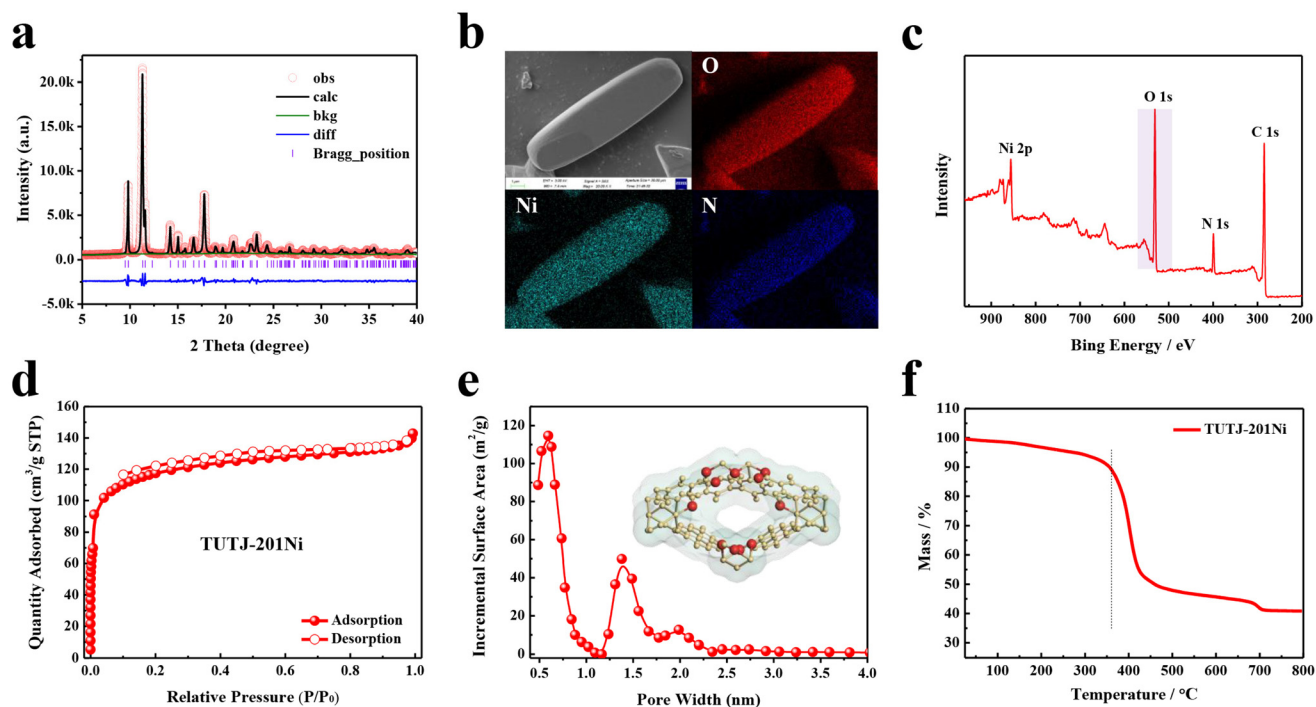 a
20.0k
15.0k
10.0k
5.0k
0.0
-5.0k
Intensity (a.u.)
obs
calc
bkg
diff
Bragg_position
5 10 15 20 25 30 35 40
2 Theta (degree)
b
O
Ni
N
c
Intensity
Ni 2p
O 1s
N 1s
C 1s
900 800 700 600 500 400 300 200
Bing Energy / eV
d
160
140
120
100
80
60
40
20
0
Quantity Adsorbed (cm³/g STP)
TUTJ-201Ni
Adsorption
Desorption
0.0 0.2 0.4 0.6 0.8 1.0
Relative Pressure (P/P₀)
e
120
100
80
60
40
20
0
Incremental Surface Area (m²/g)
0.5 1.0 1.5 2.0 2.5 3.0 3.5 4.0
Pore Width (nm)
f
110
100
90
80
70
60
50
40
30
Mass / %
TUTJ-201Ni
100 200 300 400 500 600 700 800
Temperature / °C